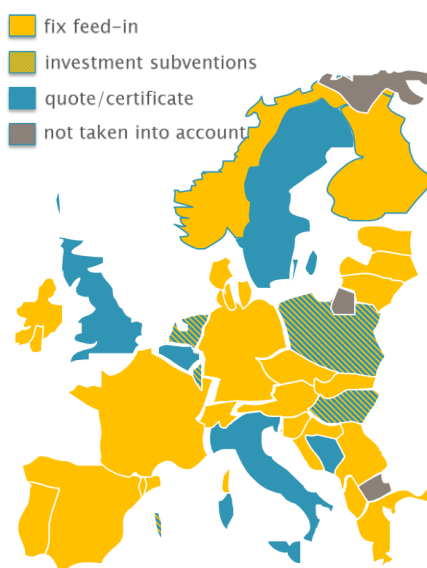 fix feed-in
investment subventions
quote/certificate
not taken into account